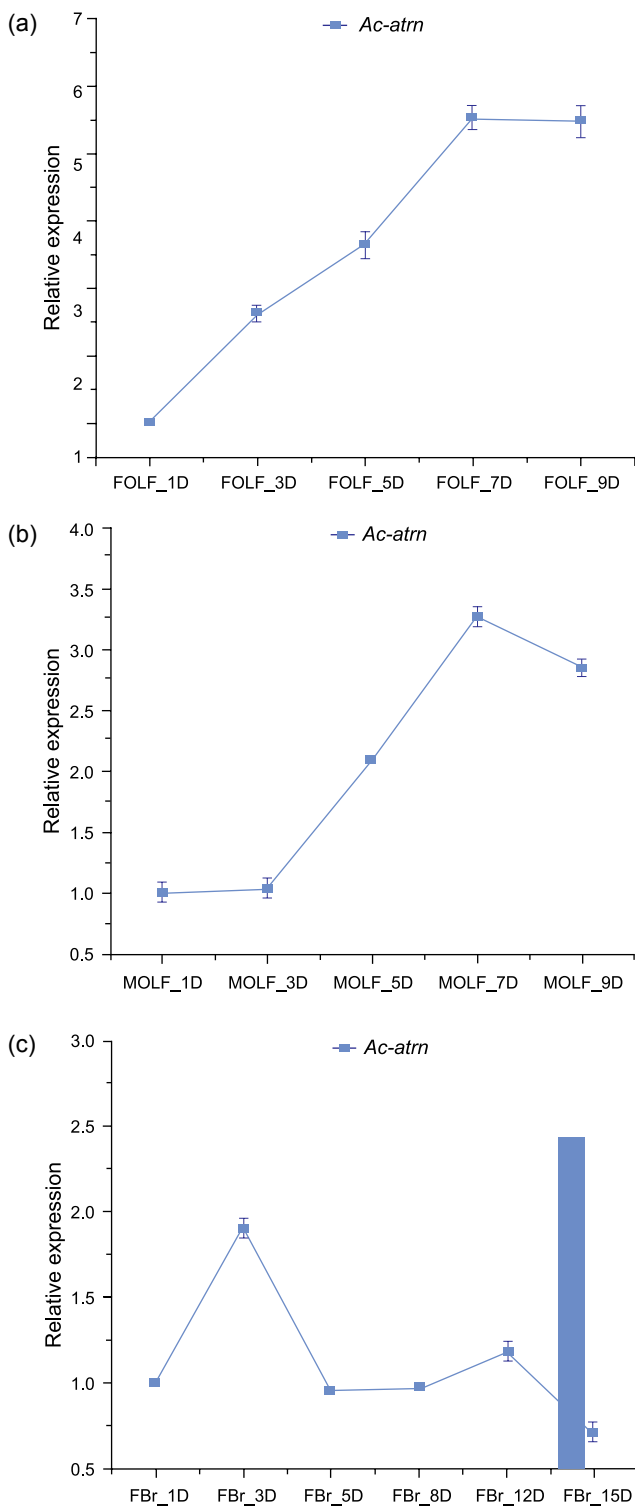 (a)
Ac-atrn
7
6
5
4
3
2
1
Relative expression
FOLF_1D FOLF_3D FOLF_5D FOLF_7D FOLF_9D
(b)
Ac-atrn
4.0
3.5
3.0
2.0
1.5
1.0
0.5
Relative expression
MOLF_1D MOLF_3D MOLF_5D MOLF_7D MOLF_9D
(c)
Ac-atrn
3.0
2.5
2.0
1.5
1.0
0.5
Relative expression
FBr_1D FBr_3D FBr_5D FBr_8D FBr_12D FBr_15D